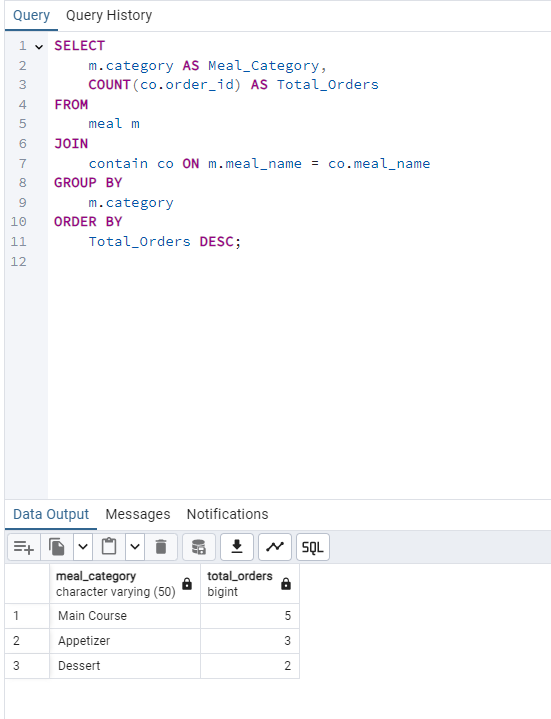 Query Query History
1 SELECT
2 m.category AS Meal_Category,
3 COUNT(co.order_id) AS Total_Orders
4 FROM
5 meal m
6 JOIN
7 contain co ON m.meal_name = co.meal_name
8 GROUP BY
9 m.category
10 ORDER BY
11 Total_Orders DESC;
12
Data Output Messages Notifications
SQL
meal_category total_orders
character varying (50) bigint
1 Main Course 5
2 Appetizer 3
3 Dessert 2